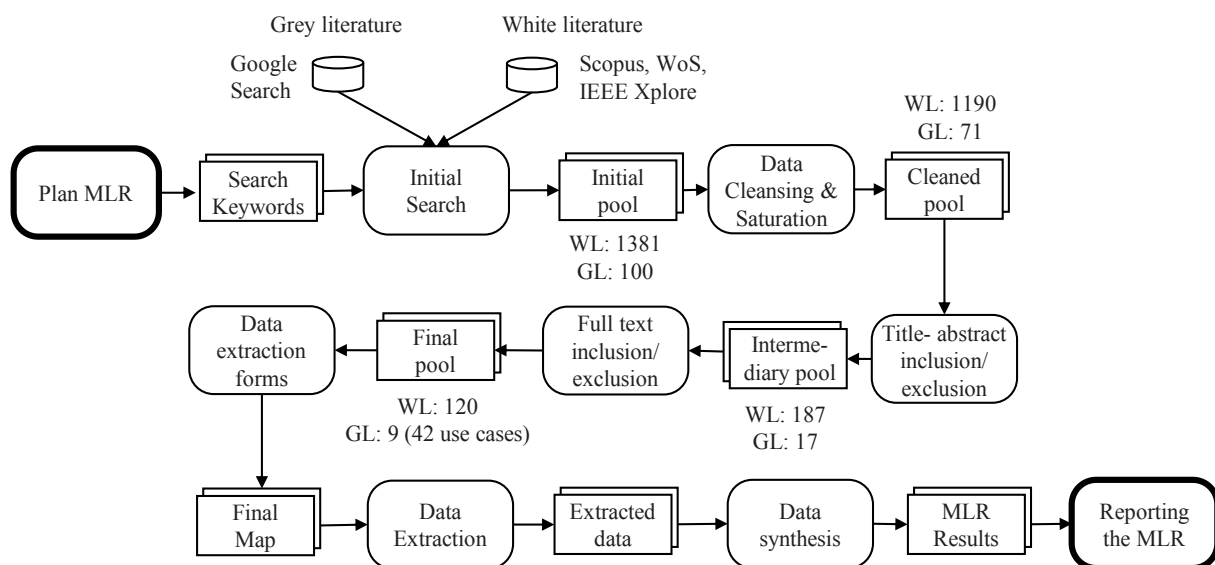 Grey literature
White literature
Google
Search
Scopus, WoS,
IEEE Xplore
WL: 1190
GL: 71
Plan MLR
Search
Keywords
Initial
Search
Initial
pool
Data
Cleansing &
Saturation
Cleaned
pool
WL: 1381
GL: 100
Data
extraction
forms
Final
pool
Full text
inclusion/
exclusion
Interme-
diary pool
Title- abstract
inclusion/
exclusion
WL: 120
GL: 9 (42 use cases)
WL: 187
GL: 17
Final
Map
Data
Extraction
Extracted
data
Data
synthesis
MLR
Results
Reporting
the MLR